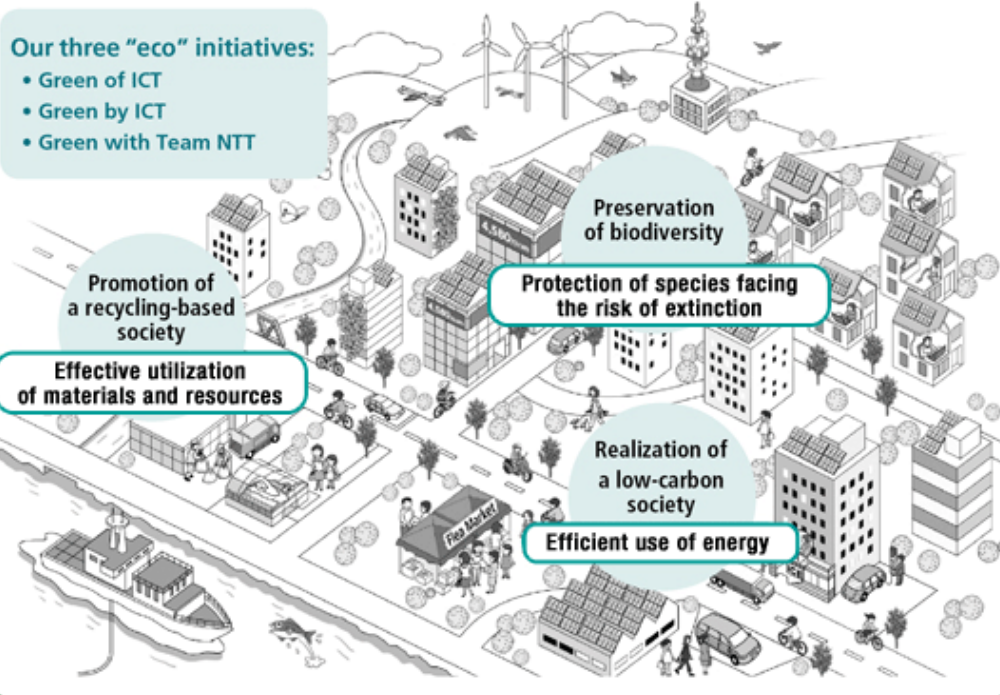 Our three “eco” initiatives:
• Green of ICT
• Green by ICT
• Green with Team NTT
Preservation
of biodiversity
Protection of species facing
the risk of extinction
Promotion of
a recycling-based
society
Effective utilization
of materials and resources
Realization of
a low-carbon
society
Efficient use of energy
Flea Market